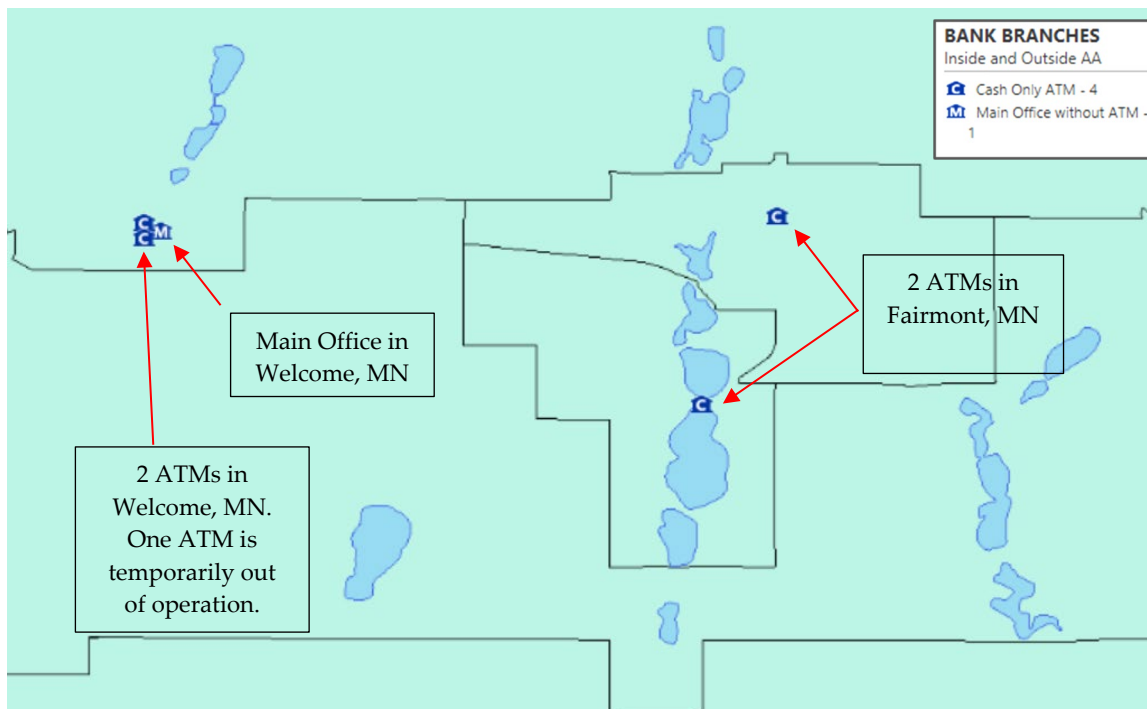 BANK BRANCHES
Inside and Outside AA
C Cash Only ATM - 4
M Main Office without ATM -
1
C
C
M
C
2 ATMs in
Fairmont, MN
Main Office in
Welcome, MN
C
2 ATMs in
Welcome, MN.
One ATM is
temporarily out
of operation.